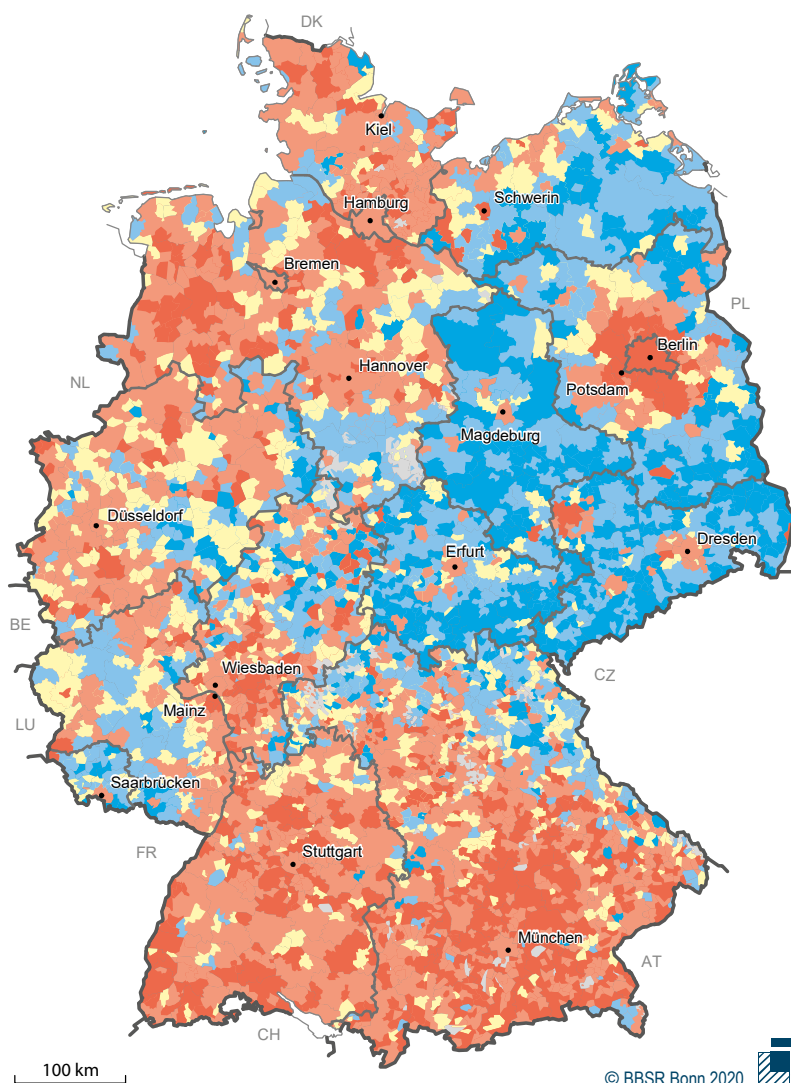 DK
Kiel
Hamburg
Schwerin
Bremen
PL
Berlin
Hannover
NL
Potsdam
Magdeburg
Düsseldorf
Dresden
Erfurt
BE
Wiesbaden
CZ
Mainz
LU
Saarbrücken
FR
Stuttgart
München
AT
CH
100 km
© BBSR Bonn 2020